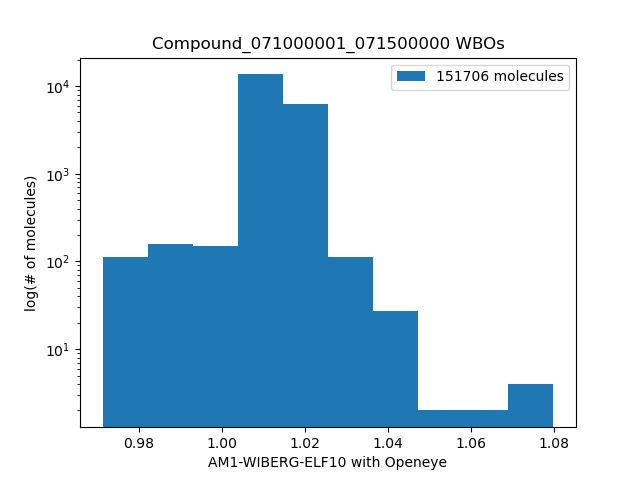 Compound_071000001_071500000 WBOs
151706 molecules
log(# of molecules)
10^4
10^3
10^2
10^1
0.98 1.00 1.02 1.04 1.06 1.08
AM1-WIBERG-ELF10 with Openeye